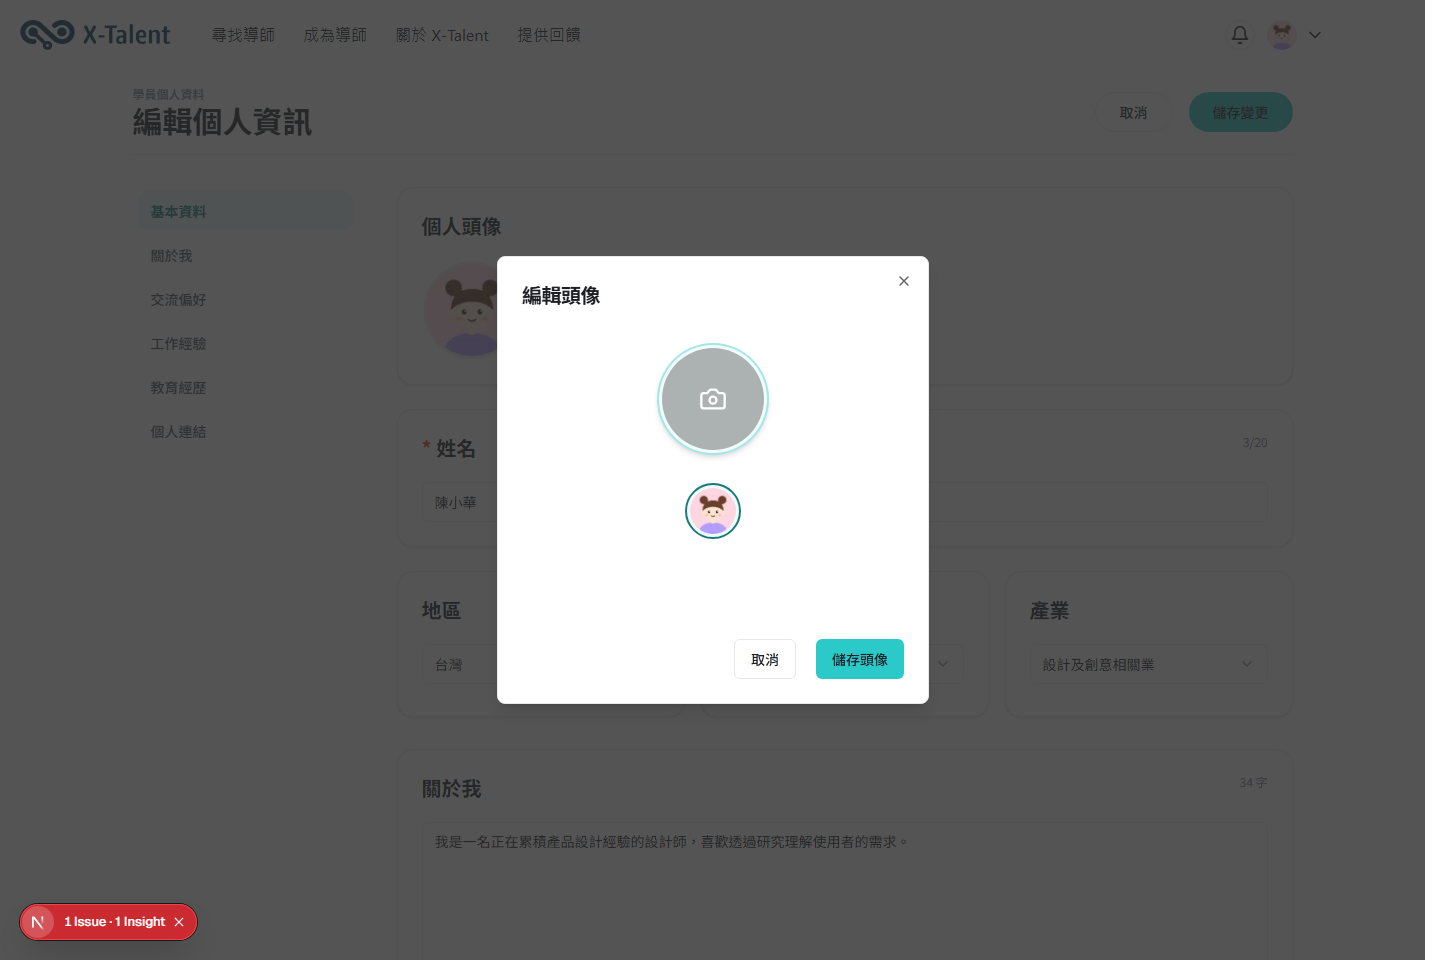 X-Talent
尋找導師
成為導師
關於 X-Talent
提供回饋
學員個人資料
編輯個人資訊
取消
儲存變更
基本資料
關於我
交流偏好
工作經驗
教育經歷
個人連結
個人頭像
編輯頭像
* 姓名
3/20
陳小華
地區
產業
台灣
設計及創意相關業
取消
儲存頭像
關於我
34 字
我是一名正在累積產品設計經驗的設計師，喜歡透過研究理解使用者的需求。
N
1 Issue · 1 Insight